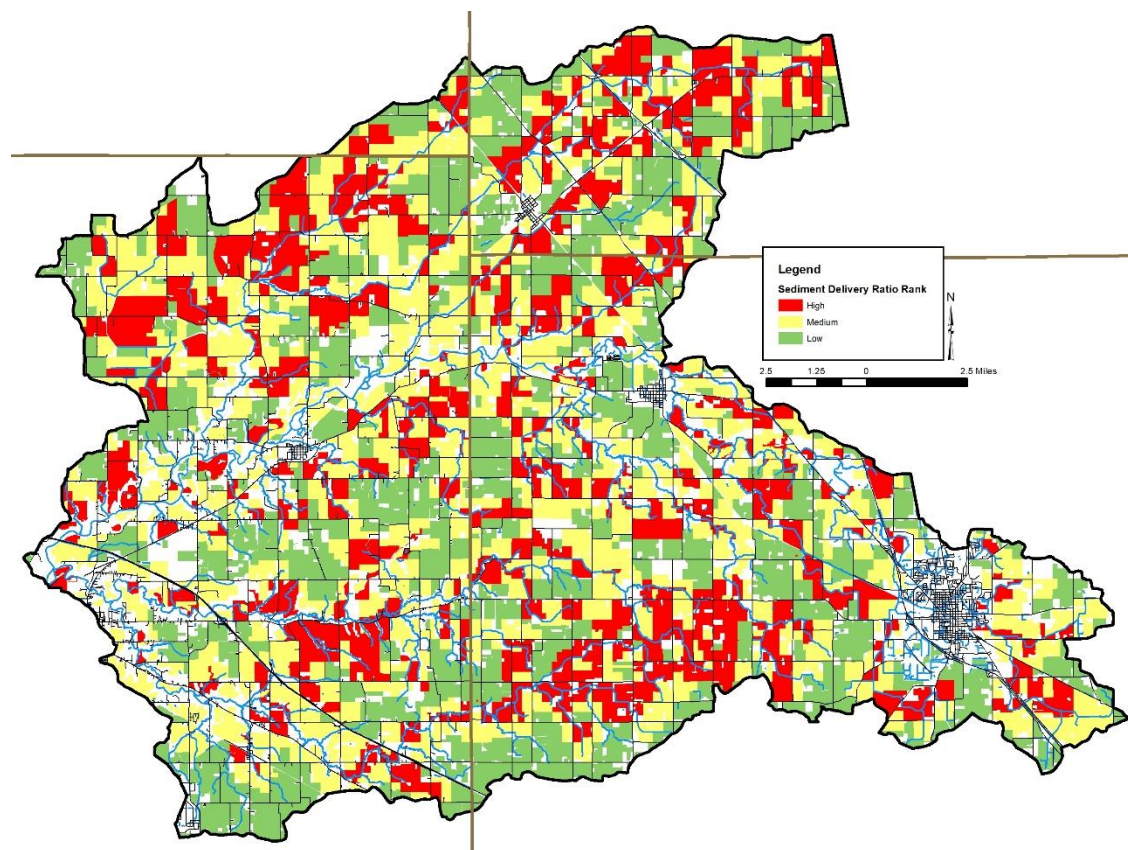 Legend
Sediment Delivery Ratio Rank
High
Medium
Low
N
2.5 1.25 0 2.5 Miles